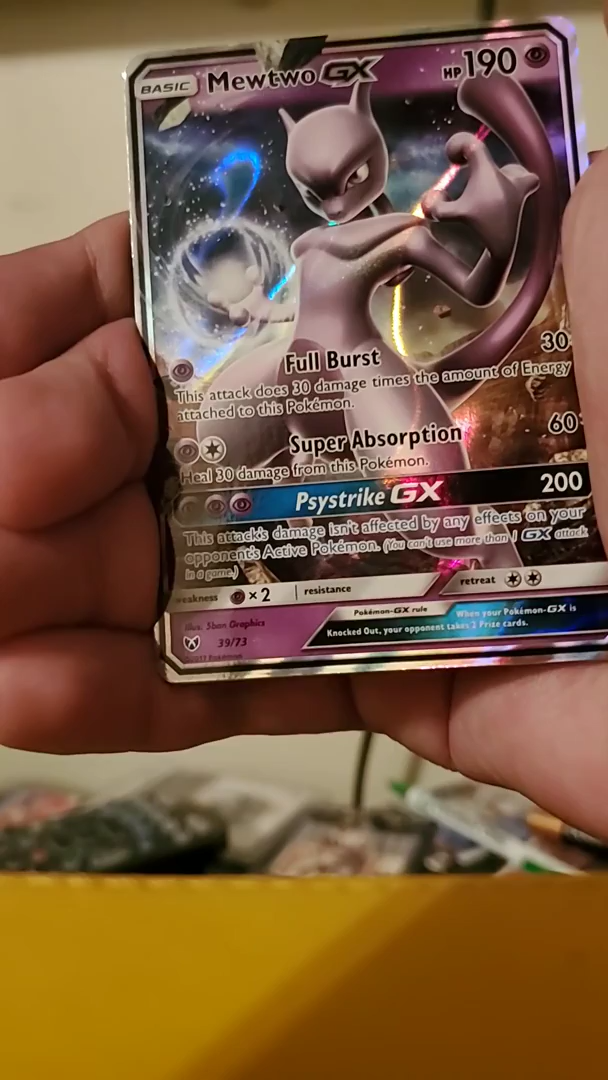 BASIC Mewtwo GX HP 190
Full Burst 30
This attack does 30 damage times the amount of Energy
attached to this Pokémon.
Super Absorption 60
Heal 30 damage from this Pokémon.
Psystrike GX 200
This attack's damage isn't affected by any effects on your
opponent's Active Pokémon. (You can't use more than 1 GX attack
in a game.)
weakness ×2 resistance retreat
Illus. 5ban Graphics
39/73
©2017 Pokémon
Pokémon-GX rule
When your Pokémon-GX is
Knocked Out, your opponent takes 2 Prize cards.